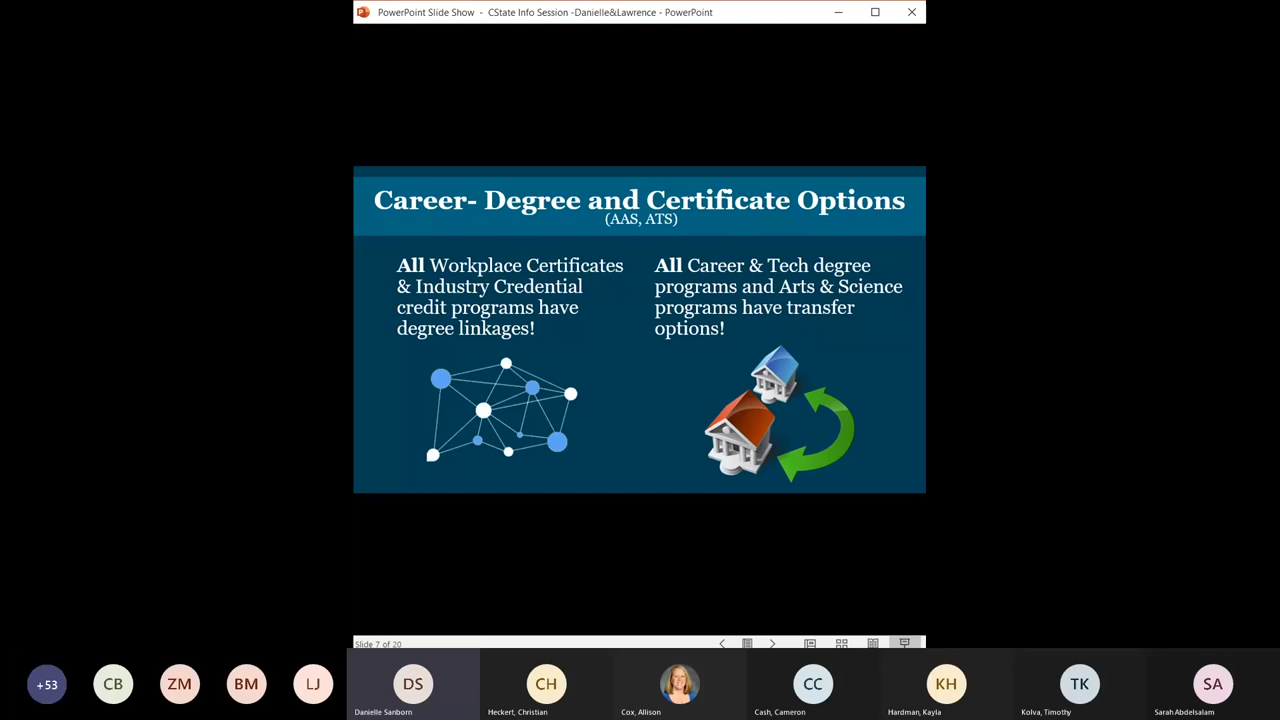 PowerPoint Slide Show - CState Info Session -Danielle&Lawrence - PowerPoint
Career- Degree and Certificate Options
(AAS, ATS)
All Workplace Certificates
& Industry Credential
credit programs have
degree linkages!
All Career & Tech degree
programs and Arts & Science
programs have transfer
options!
Slide 7 of 20
+53
CB
ZM
BM
LJ
DS
CH
CC
KH
TK
SA
Danielle Sanborn
Heckert, Christian
Cox, Allison
Cash, Cameron
Hardman, Kayla
Kolva, Timothy
Sarah Abdelsalam